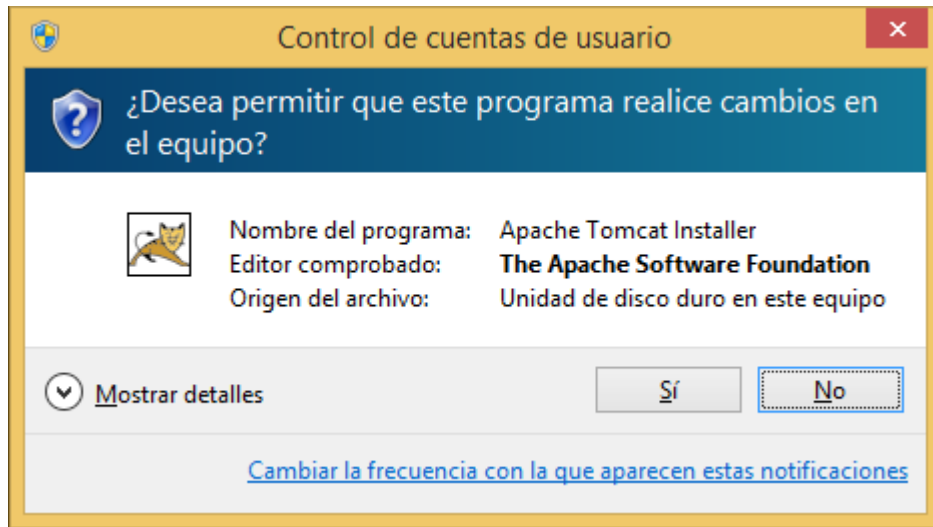 Control de cuentas de usuario
¿Desea permitir que este programa realice cambios en
el equipo?
Nombre del programa: Apache Tomcat Installer
Editor comprobado: The Apache Software Foundation
Origen del archivo: Unidad de disco duro en este equipo
Mostrar detalles Sí No
Cambiar la frecuencia con la que aparecen estas notificaciones